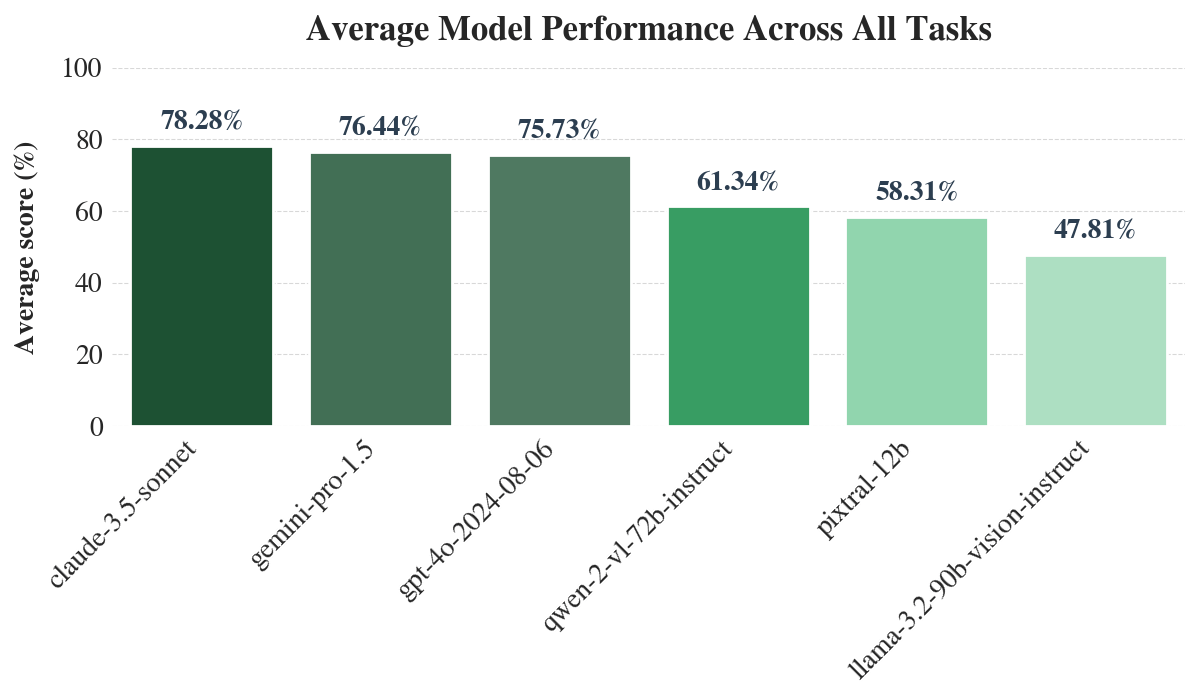 Average Model Performance Across All Tasks
Average score (%)
100
80
60
40
20
0
78.28%
76.44%
75.73%
61.34%
58.31%
47.81%
claude-3.5-sonnet
gemini-pro-1.5
gpt-4o-2024-08-06
qwen-2-vl-72b-instruct
pixtral-12b
llama-3.2-90b-vision-instruct